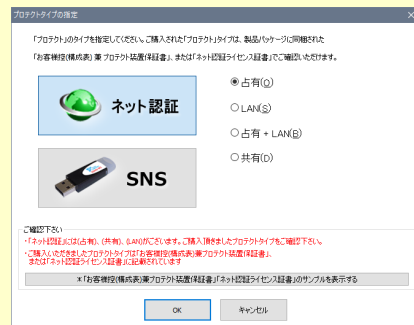 プロテクトタイプの指定
「プロテクト」のタイプを指定してください。ご購入された「プロテクト」タイプは、製品パッケージに同梱された
「お客様控(構成表) 兼 プロテクト装置保証書」、または「ネット認証ライセンス証書」でご確認いただけます。
ネット認証
占有(O)
LAN(S)
占有 + LAN(B)
共有(D)
SNS
ご確認下さい
・「ネット認証」には(占有)、(共有)、(LAN)がございます。ご購入頂きましたプロテクトタイプをご確認下さい。
・ご購入いただきましたプロテクトタイプは「お客様控(構成表)兼プロテクト装置保証書」、
または「ネット認証ライセンス証書」に記載されています
*「お客様控(構成表)兼プロテクト装置保証書」「ネット認証ライセンス証書」のサンプルを表示する
OK
キャンセル